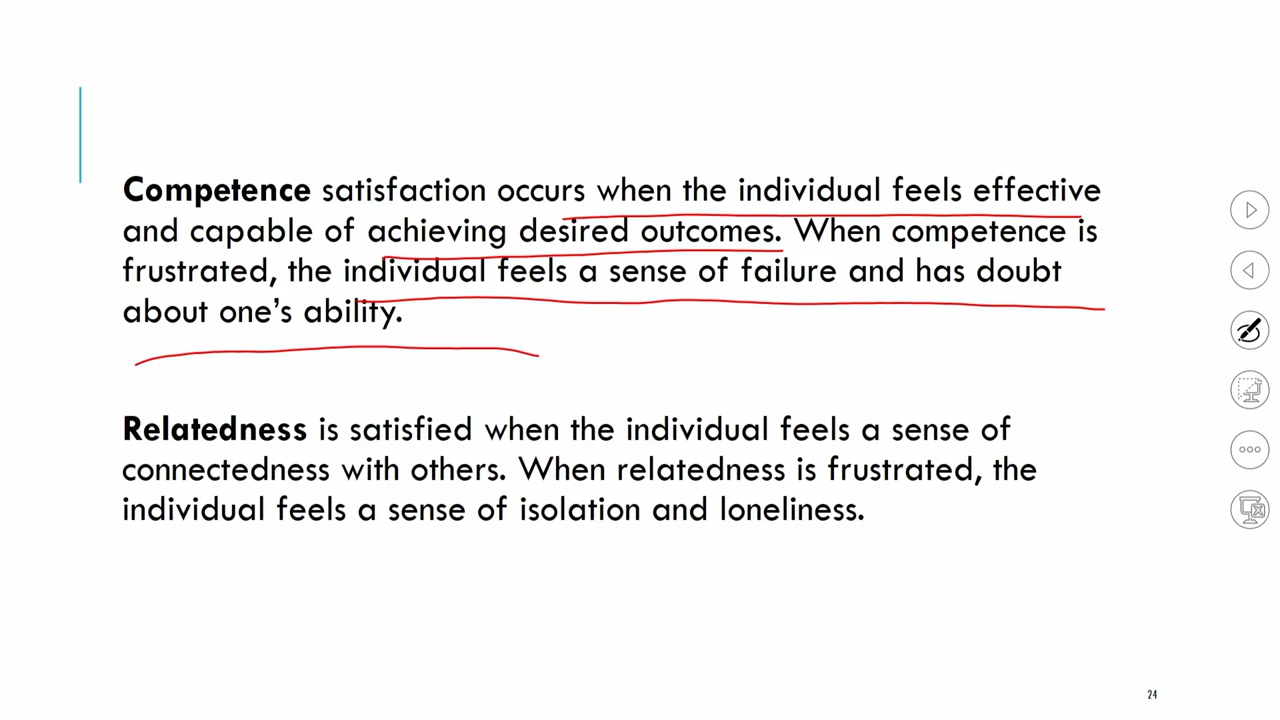 Competence satisfaction occurs when the individual feels effective
and capable of achieving desired outcomes. When competence is
frustrated, the individual feels a sense of failure and has doubt
about one's ability.
Relatedness is satisfied when the individual feels a sense of
connectedness with others. When relatedness is frustrated, the
individual feels a sense of isolation and loneliness.
24